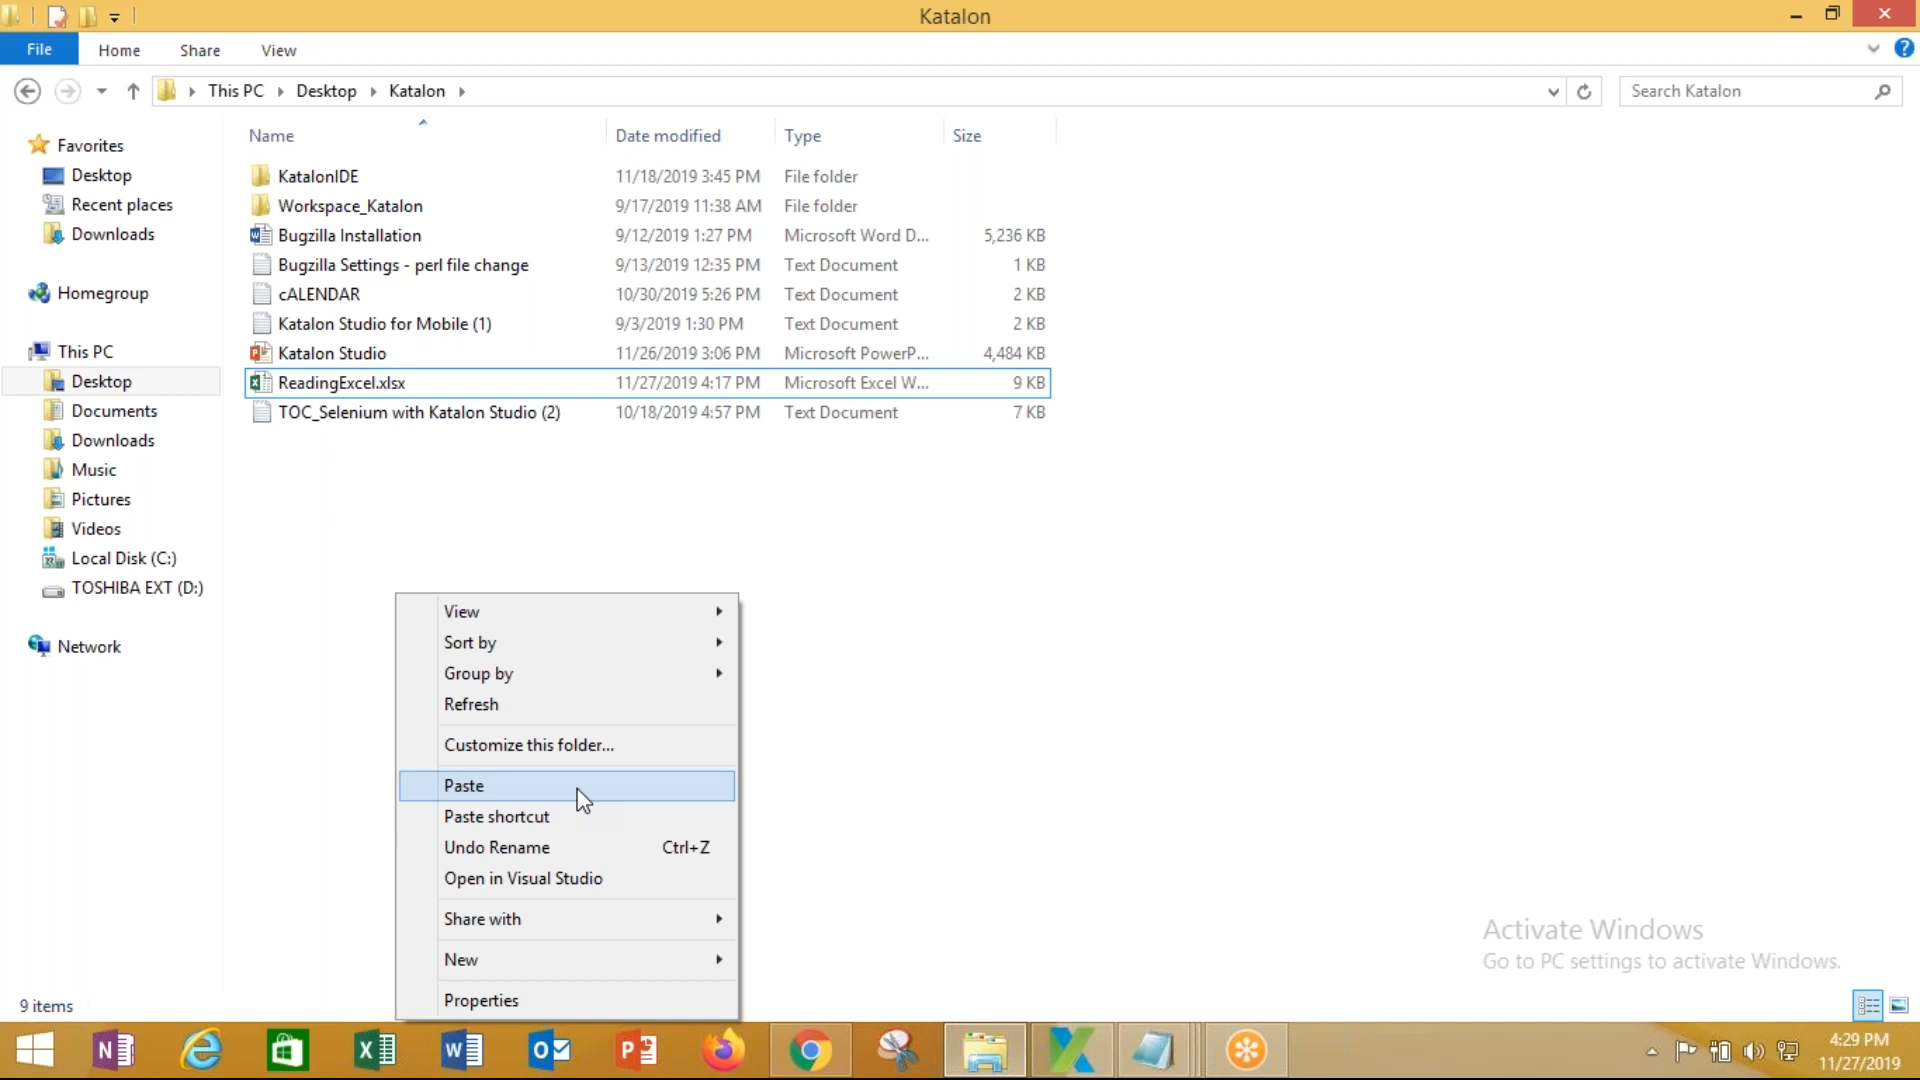 Katalon
File Home Share View
This PC Desktop Katalon Search Katalon
Name Date modified Type Size
Favorites
Desktop
Recent places
Downloads
Homegroup
This PC
Desktop
Documents
Downloads
Music
Pictures
Videos
Local Disk (C:)
TOSHIBA EXT (D:)
Network
KatalonIDE 11/18/2019 3:45 PM File folder
Workspace_Katalon 9/17/2019 11:38 AM File folder
Bugzilla Installation 9/12/2019 1:27 PM Microsoft Word D... 5,236 KB
Bugzilla Settings - perl file change 9/13/2019 12:35 PM Text Document 1 KB
cALENDAR 10/30/2019 5:26 PM Text Document 2 KB
Katalon Studio for Mobile (1) 9/3/2019 1:30 PM Text Document 2 KB
Katalon Studio 11/26/2019 3:06 PM Microsoft PowerP... 4,484 KB
ReadingExcel.xlsx 11/27/2019 4:17 PM Microsoft Excel W... 9 KB
TOC_Selenium with Katalon Studio (2) 10/18/2019 4:57 PM Text Document 7 KB
View
Sort by
Group by
Refresh
Customize this folder...
Paste
Paste shortcut
Undo Rename Ctrl+Z
Open in Visual Studio
Share with
New
Properties
Activate Windows
Go to PC settings to activate Windows.
9 items
4:29 PM
11/27/2019